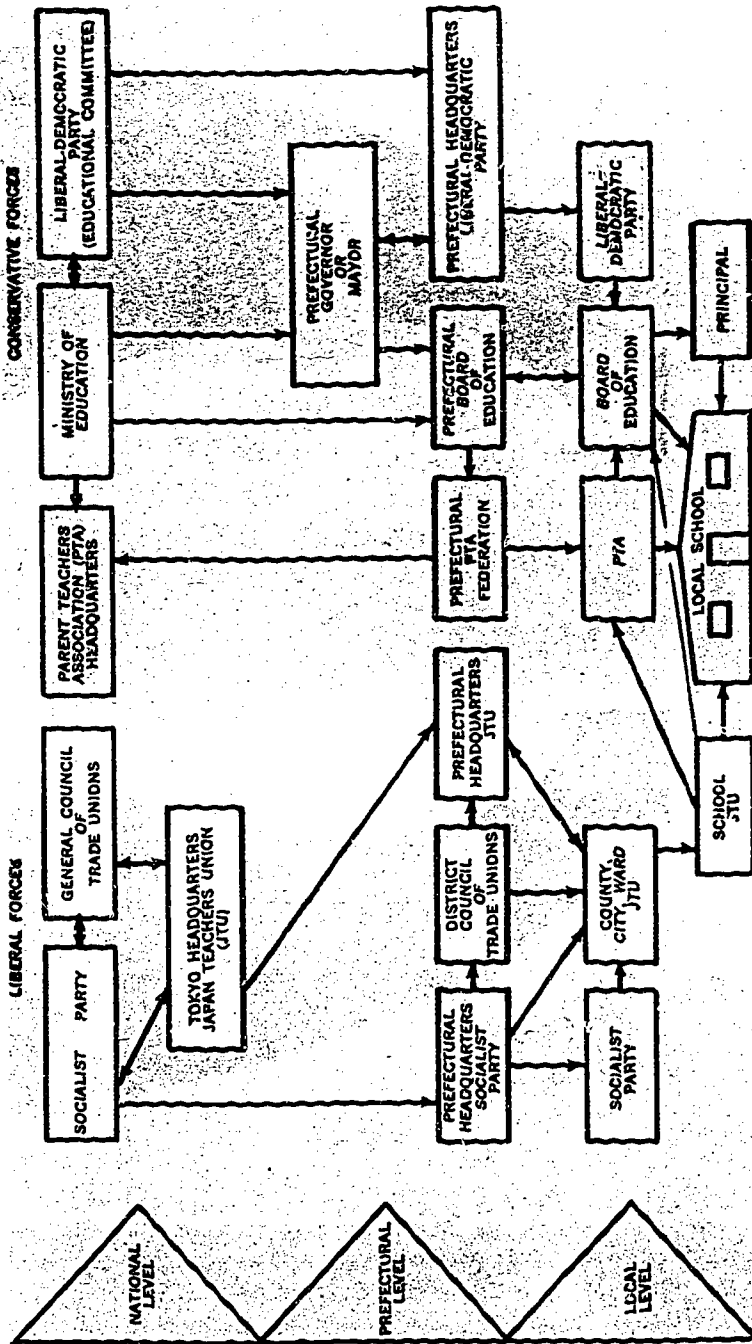 LIBERAL FORCES
CONSERVATIVE FORCES
NATIONAL
LEVEL
SOCIALIST PARTY
GENERAL COUNCIL
OF
TRADE UNIONS
PARENT TEACHERS
ASSOCIATION (PTA)
HEADQUARTERS
MINISTRY OF
EDUCATION
LIBERAL-DEMOCRATIC
PARTY
(EDUCATIONAL COMMITTEE)
TOKYO HEADQUARTERS
JAPAN TEACHERS UNION
(JTU)
PREFECTURAL
GOVERNOR
OR
MAYOR
PREFECTURAL
LEVEL
PREFECTURAL
HEADQUARTERS
SOCIALIST
PARTY
DISTRICT
COUNCIL
OF
TRADE UNIONS
PREFECTURAL
HEADQUARTERS
JTU
PREFECTURAL
PTA
FEDERATION
PREFECTURAL
BOARD
OF
EDUCATION
PREFECTURAL HEADQUARTERS
LIBERAL-DEMOCRATIC
PARTY
LOCAL
LEVEL
SOCIALIST
PARTY
COUNTY,
CITY, WARD
JTU
PTA
BOARD
OF
EDUCATION
LIBERAL-
DEMOCRATIC
PARTY
SCHOOL
JTU
LOCAL SCHOOL
PRINCIPAL